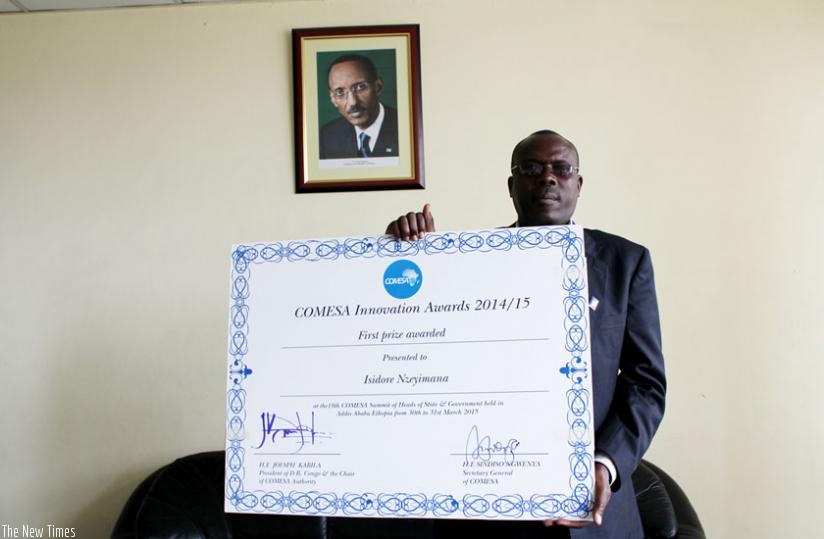 COMESA
COMESA Innovation Awards 2014/15
First prize awarded
Presented to
Isidore Nzeyimana
at the 18th COMESA Summit of Heads of State & Government held in
Addis Ababa Ethiopia from 30th to 31st March 2015
H.E JOESPH KABILA
President of D.R. Congo & the Chair
of COMESA Authority
H.E SINDISO NGWENYA
Secretary General
of COMESA
The New Times